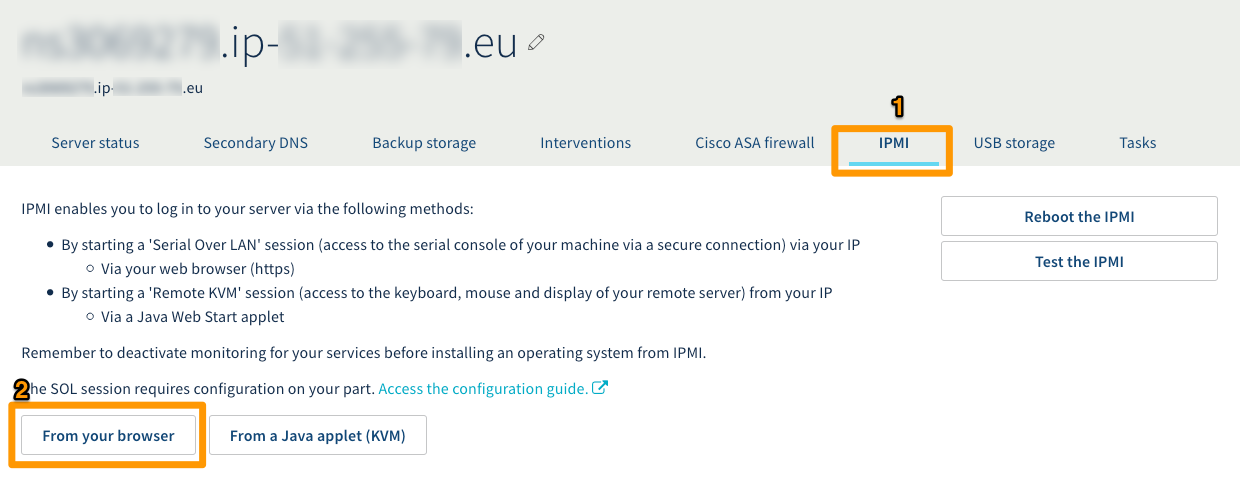 .ip- .eu
.ip- .eu
1
Server status Secondary DNS Backup storage Interventions Cisco ASA firewall IPMI USB storage Tasks
IPMI enables you to log in to your server via the following methods:
Reboot the IPMI
By starting a 'Serial Over LAN' session (access to the serial console of your machine via a secure connection) via your IP
Via your web browser (https)
Test the IPMI
By starting a 'Remote KVM' session (access to the keyboard, mouse and display of your remote server) from your IP
Via a Java Web Start applet
Remember to deactivate monitoring for your services before installing an operating system from IPMI.
2
he SOL session requires configuration on your part. Access the configuration guide.
From your browser From a Java applet (KVM)